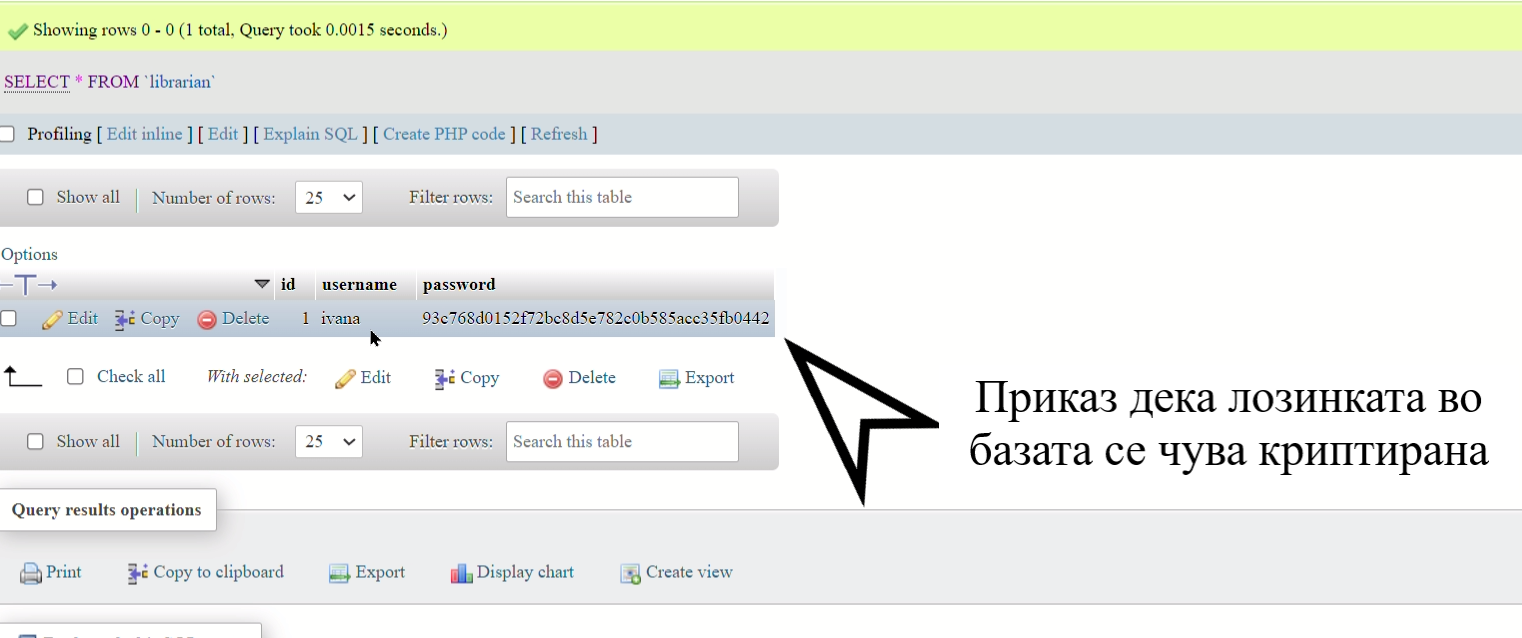 Showing rows 0 - 0 (1 total, Query took 0.0015 seconds.)
SELECT * FROM `librarian`
Profiling [ Edit inline ] [ Edit ] [ Explain SQL ] [ Create PHP code ] [ Refresh ]
Show all Number of rows: 25 Filter rows: Search this table
Options
id username password
Edit Copy Delete 1 ivana 93c768d0152f72bc8d5e782c0b585acc35fb0442
Check all With selected: Edit Copy Delete Export
Приказ дека лозинката во
базата се чува криптирана
Show all Number of rows: 25 Filter rows: Search this table
Query results operations
Print Copy to clipboard Export Display chart Create view